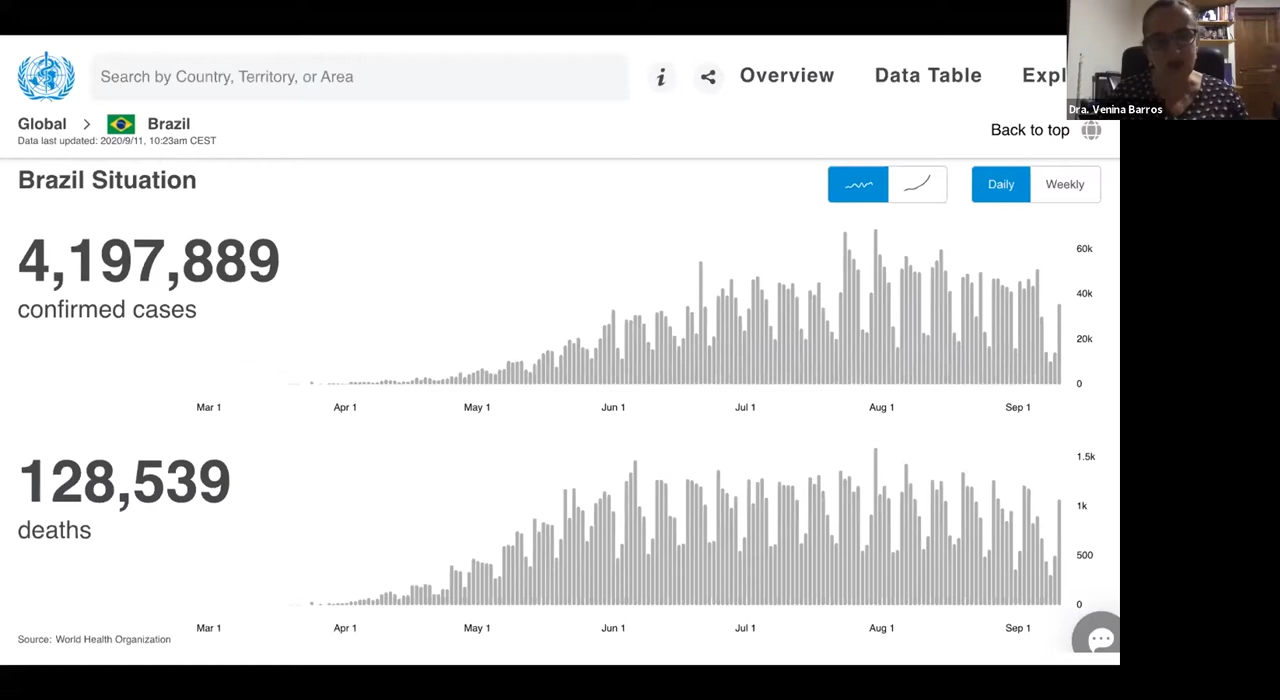 Search by Country, Territory, or Area
i
Overview
Data Table
Expl
Dra. Venina Barros
Global > Brazil
Data last updated: 2020/9/11, 10:23am CEST
Back to top
Brazil Situation
Daily
Weekly
4,197,889
confirmed cases
60k
40k
20k
0
Mar 1
Apr 1
May 1
Jun 1
Jul 1
Aug 1
Sep 1
128,539
deaths
1.5k
1k
500
0
Mar 1
Apr 1
May 1
Jun 1
Jul 1
Aug 1
Sep 1
Source: World Health Organization